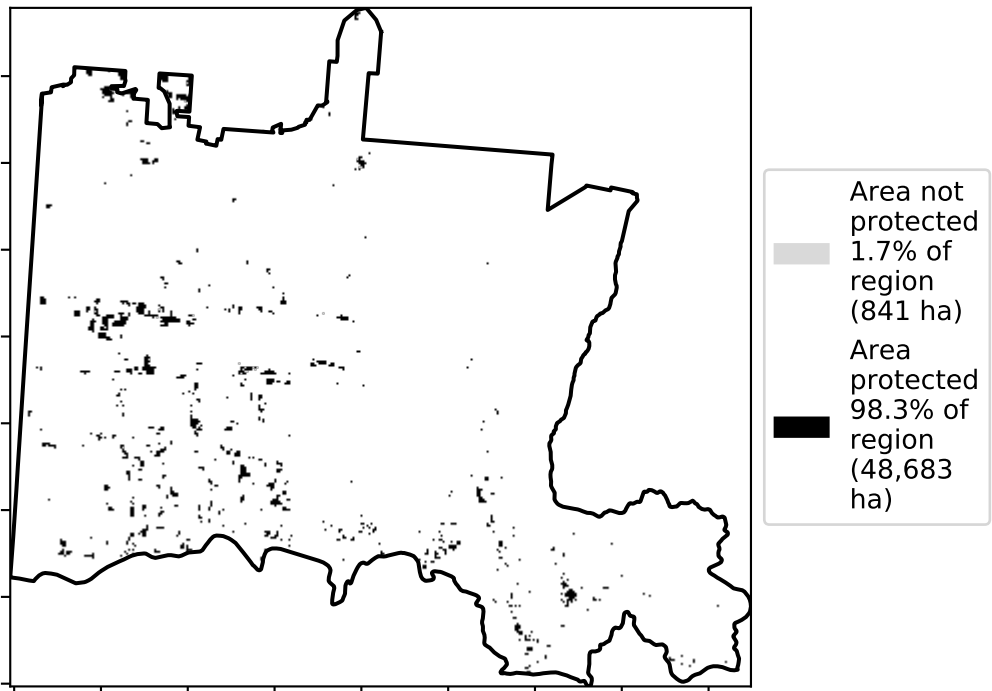 Area not
protected
1.7% of
region
(841 ha)
Area
protected
98.3% of
region
(48,683
ha)